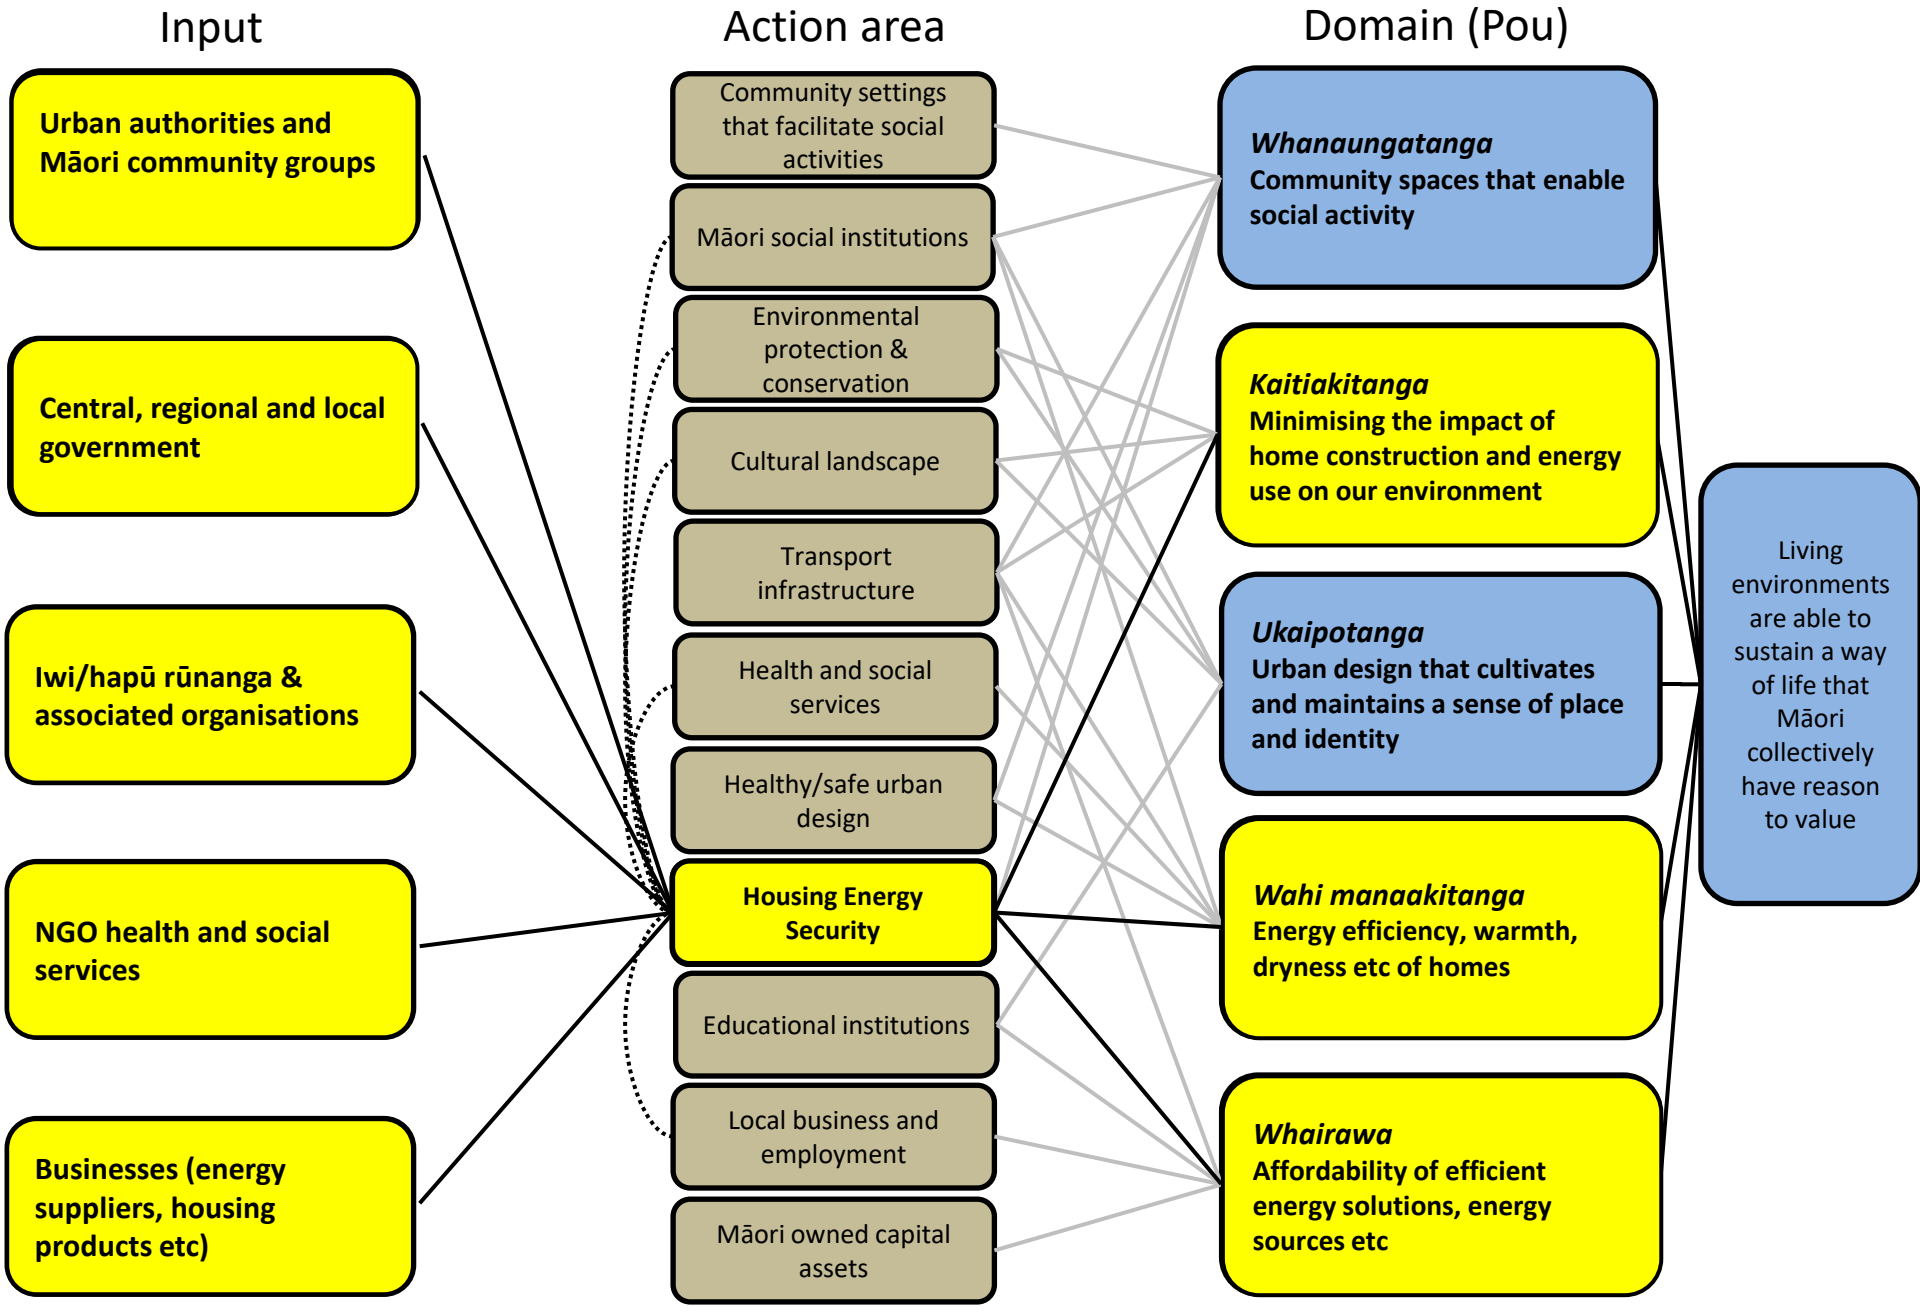 Input
Action area
Domain (Pou)
Urban authorities and
Māori community groups
Central, regional and local
government
Iwi/hapū rūnanga &
associated organisations
NGO health and social
services
Businesses (energy
suppliers, housing
products etc)
Community settings
that facilitate social
activities
Māori social institutions
Environmental
protection &
conservation
Cultural landscape
Transport
infrastructure
Health and social
services
Healthy/safe urban
design
Housing Energy
Security
Educational institutions
Local business and
employment
Māori owned capital
assets
Whanaungatanga
Community spaces that enable
social activity
Kaitiakitanga
Minimising the impact of
home construction and energy
use on our environment
Ukaipotanga
Urban design that cultivates
and maintains a sense of place
and identity
Wahi manaakitanga
Energy efficiency, warmth,
dryness etc of homes
Whairawa
Affordability of efficient
energy solutions, energy
sources etc
Living
environments
are able to
sustain a way
of life that
Māori
collectively
have reason
to value